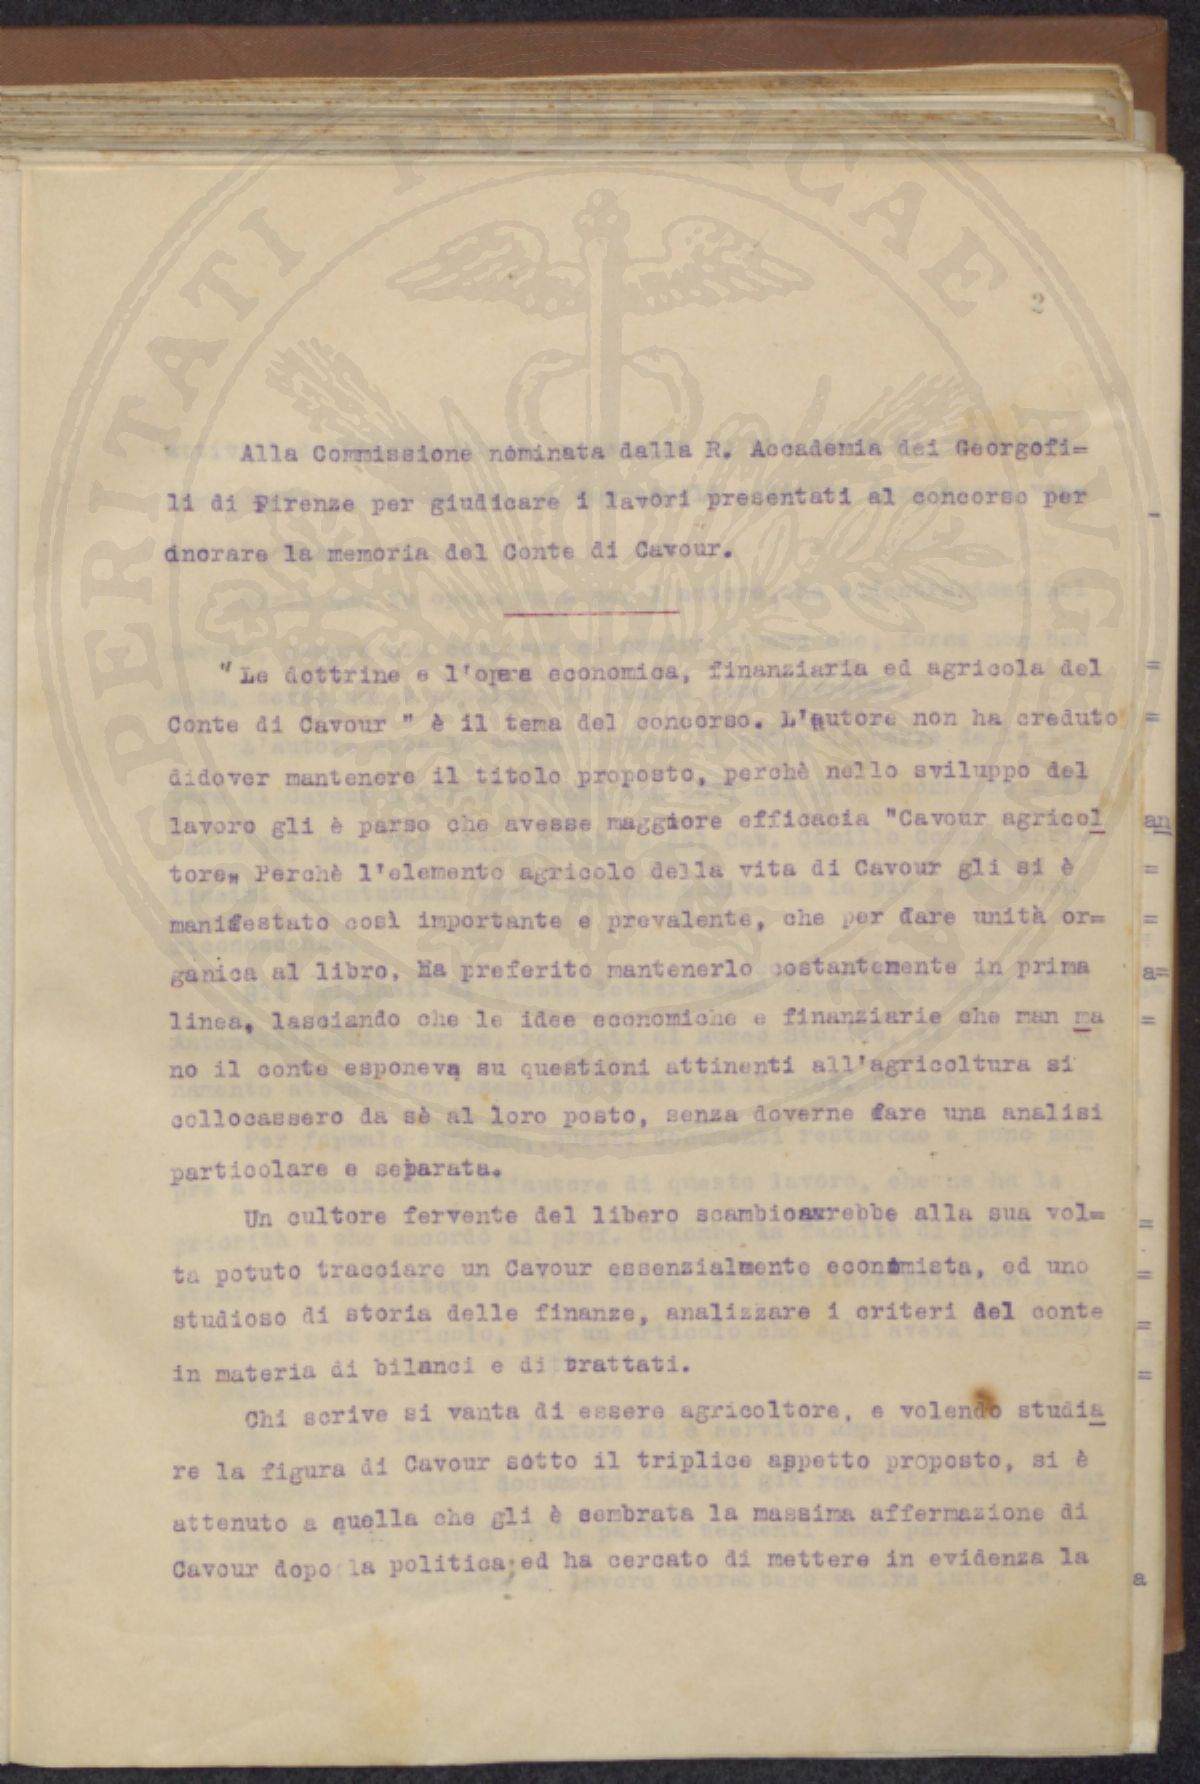 2
Alla Commissione nominata dalla R. Accademia dei Georgofi=
li di Firenze per giudicare i lavori presentati al concorso per
onorare la memoria del Conte di Cavour.
"Le dottrine e l'opera economica, finanziaria ed agricola del
Conte di Cavour " è il tema del concorso. L'autore non ha creduto
didover mantenere il titolo proposto, perchè nello sviluppo del
lavoro gli è parso che avesse maggiore efficacia "Cavour agricol
tore" Perchè l'elemento agricolo della vita di Cavour gli si è
manifestato così importante e prevalente, che per dare unità or=
ganica al libro, ha preferito mantenerlo costantemente in prima
linea, lasciando che le idee economiche e finanziarie che man ma
no il conte esponeva su questioni attinenti all'agricoltura si
collocassero da sè al loro posto, senza doverne fare una analisi
particolare e separata.
Un cultore fervente del libero scambioavrebbe alla sua vol=
ta potuto tracciare un Cavour essenzialmente economista, ed uno
studioso di storia delle finanze, analizzare i criteri del conte
in materia di bilanci e di trattati.
Chi scrive si vanta di essere agricoltore, e volendo studia
re la figura di Cavour sotto il triplice aspetto proposto, si è
attenuto a quella che gli è sembrata la massima affermazione di
Cavour dopo la politica;ed ha cercato di mettere in evidenza la
PROSPERITATI PUBLICAE AUGENDAE